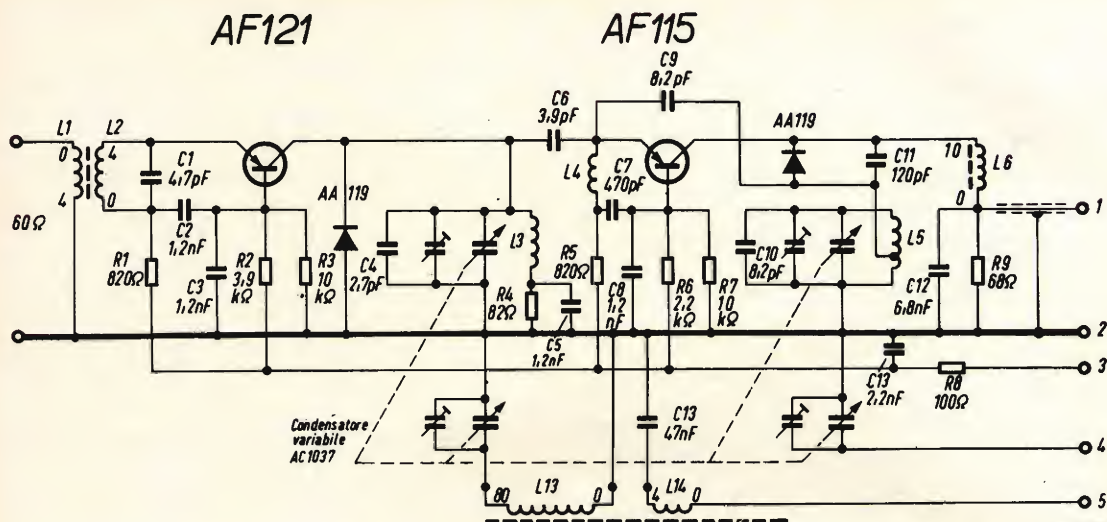 AF121
AF115
C9
8,2pF
C6
3,9pF
AA119
L1
0
4
60Ω
L2
4
0
C1
4,7pF
C2
1,2nF
C3
1,2nF
R1
820Ω
R2
3,9
kΩ
R3
10
kΩ
AA 119
C4
2,7pF
L3
R4
82Ω
C5
1,2nF
L4
C7
470pF
R5
820Ω
C8
1,2
nF
R6
2,2
kΩ
R7
10
kΩ
C10
8,2pF
L5
C11
120pF
10
L6
0
C12
6,8nF
R9
68Ω
1
2
3
C13
2,2nF
R8
100Ω
Condensatore
variabile
AC1037
C13
47nF
4
80
L13
0
4
L14
0
5